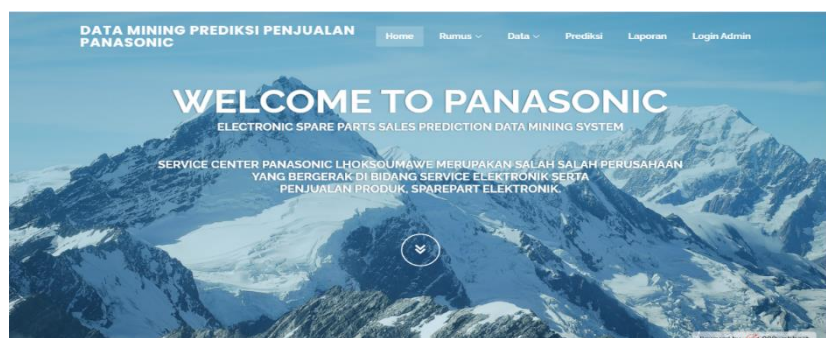 DATA MINING PREDIKSI PENJUALAN
PANASONIC
Home Rumus Data Prediksi Laporan Login Admin
WELCOME TO PANASONIC
ELECTRONIC SPARE PARTS SALES PREDICTION DATA MINING SYSTEM
SERVICE CENTER PANASONIC LHOKSOUMAWE MERUPAKAN SALAH SALAH PERUSAHAAN
YANG BERGERAK DI BIDANG SERVICE ELEKTRONIK SERTA
PENJUALAN PRODUK, SPAREPART ELEKTRONIK.